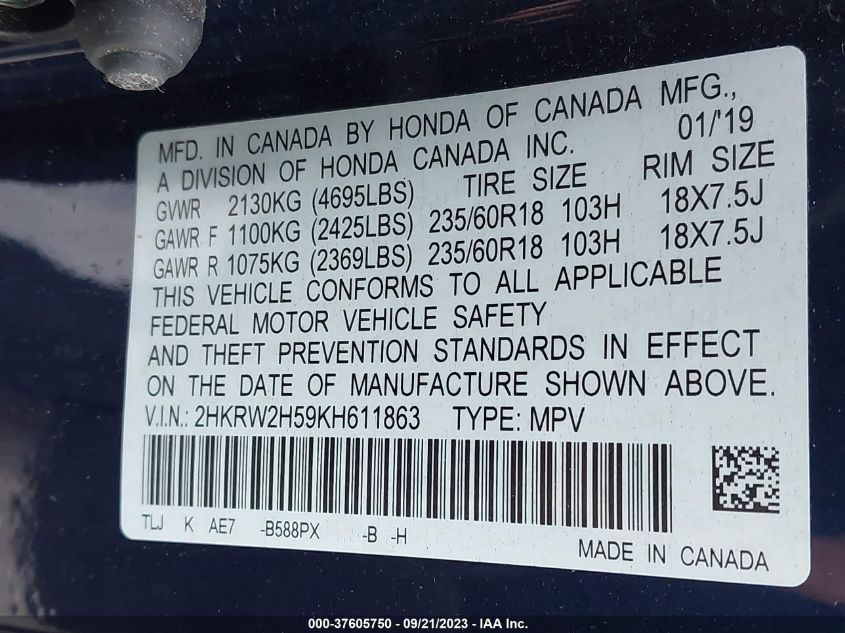 MFD. IN CANADA BY HONDA OF CANADA MFG.,
A DIVISION OF HONDA CANADA INC. 01/'19
GVWR 2130KG (4695LBS) TIRE SIZE RIM SIZE
GAWR F 1100KG (2425LBS) 235/60R18 103H 18X7.5J
GAWR R 1075KG (2369LBS) 235/60R18 103H 18X7.5J
THIS VEHICLE CONFORMS TO ALL APPLICABLE
FEDERAL MOTOR VEHICLE SAFETY
AND THEFT PREVENTION STANDARDS IN EFFECT
ON THE DATE OF MANUFACTURE SHOWN ABOVE.
V.I.N.: 2HKRW2H59KH611863 TYPE: MPV
TLJ K AE7 -B588PX -B -H
MADE IN CANADA
000-37605750 - 09/21/2023 - IAA Inc.